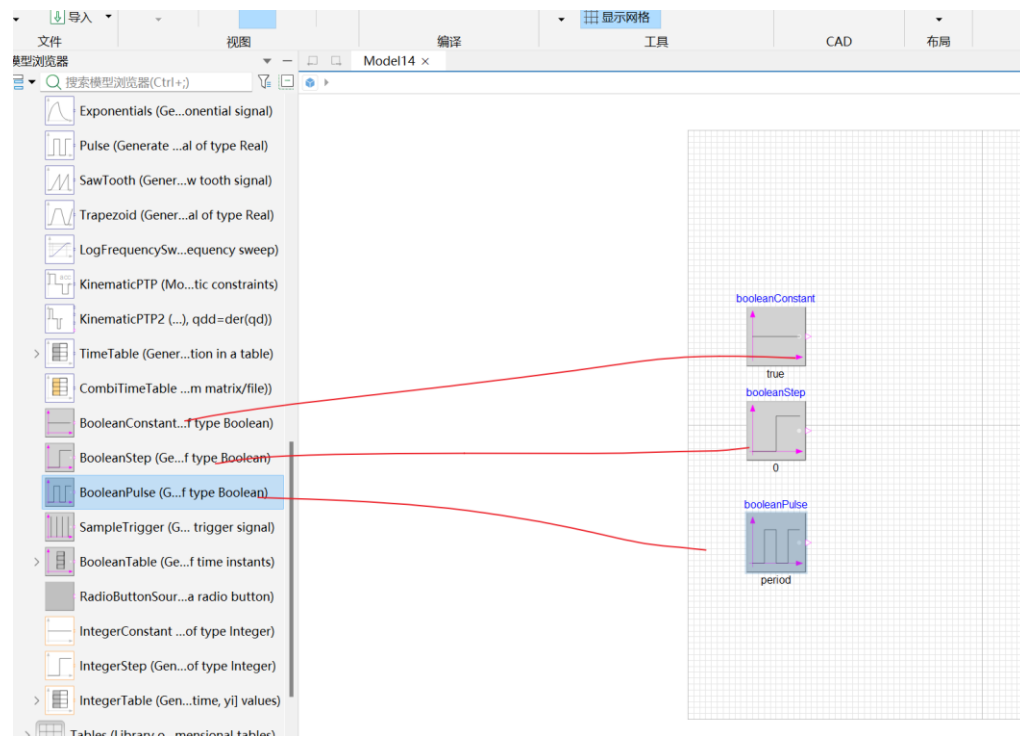 导入
显示网格
文件 视图 编译 工具 CAD 布局
模型浏览器
Model14 ×
搜索模型浏览器(Ctrl+;)
Exponentials (Ge...onential signal)
Pulse (Generate ...al of type Real)
SawTooth (Gener...w tooth signal)
Trapezoid (Gener...al of type Real)
LogFrequencySw...equency sweep)
KinematicPTP (Mo...tic constraints)
KinematicPTP2 (...), qdd=der(qd))
TimeTable (Gener...tion in a table)
CombiTimeTable ...m matrix/file))
BooleanConstant...f type Boolean)
BooleanStep (Ge...f type Boolean)
BooleanPulse (G...f type Boolean)
SampleTrigger (G... trigger signal)
BooleanTable (Ge...f time instants)
RadioButtonSour...a radio button)
IntegerConstant ...of type Integer)
IntegerStep (Gen...of type Integer)
IntegerTable (Gen...time, yi] values)
Tables (Library o...mensional tables)
booleanConstant
true
booleanStep
0
booleanPulse
period